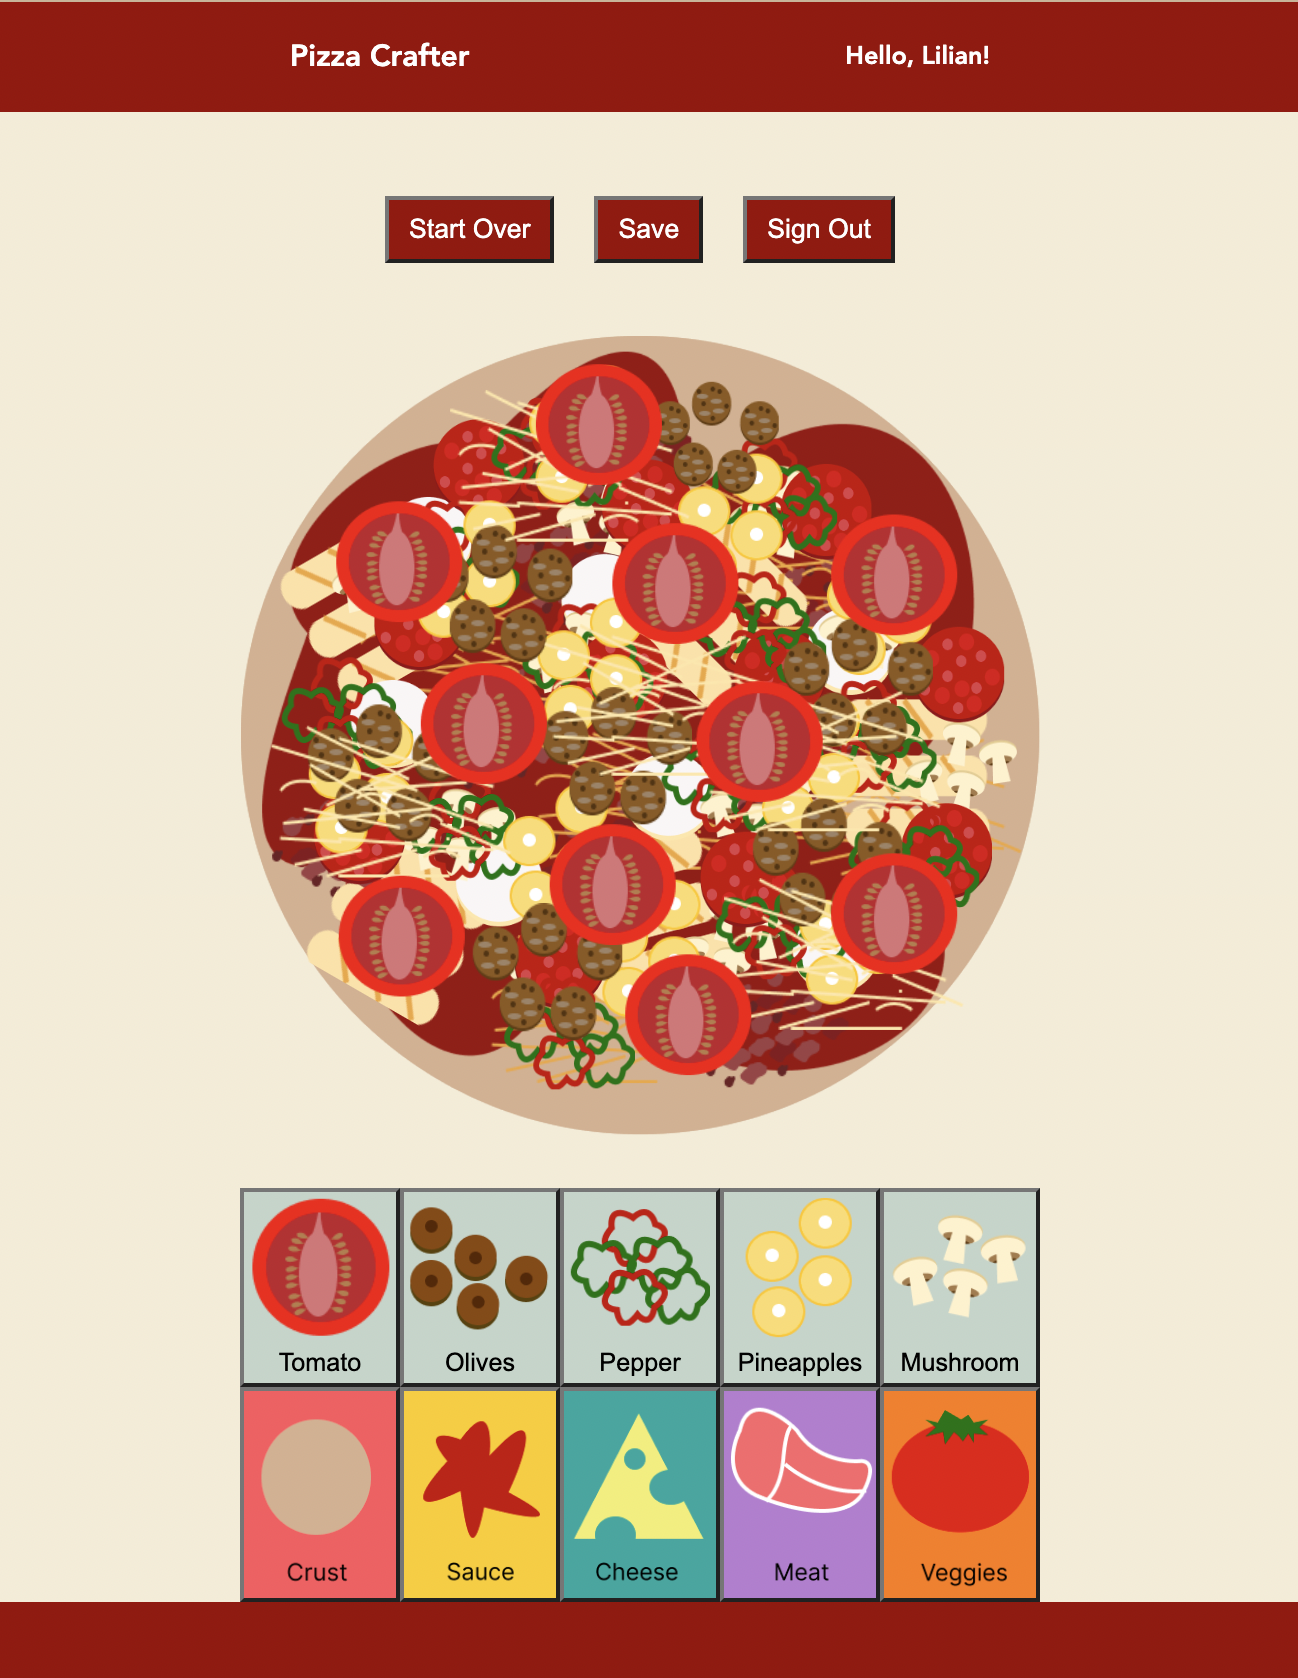 Pizza Crafter
Hello, Lilian!
Start Over
Save
Sign Out
Tomato
Olives
Pepper
Pineapples
Mushroom
Crust
Sauce
Cheese
Meat
Veggies